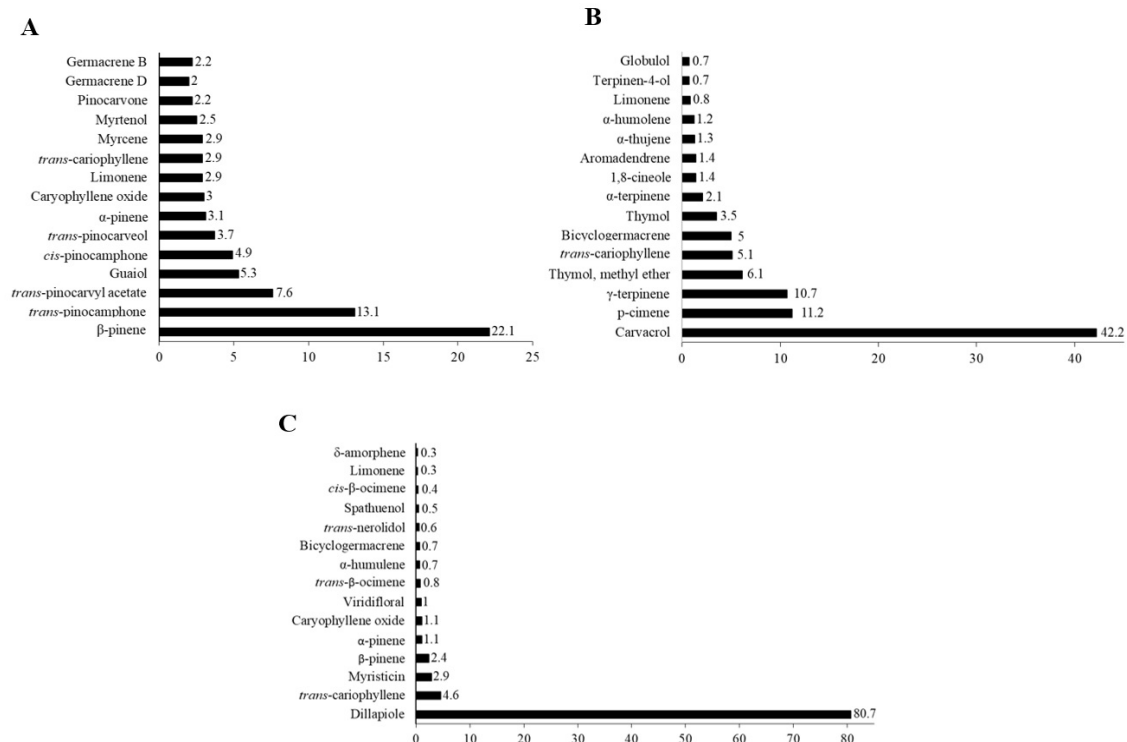 A
Germacrene B 2.2
Germacrene D 2
Pinocarvone 2.2
Myrtenol 2.5
Myrcene 2.9
trans-cariophyllene 2.9
Limonene 2.9
Caryophyllene oxide 3
α-pinene 3.1
trans-pinocarveol 3.7
cis-pinocamphone 4.9
Guaiol 5.3
trans-pinocarvyl acetate 7.6
trans-pinocamphone 13.1
β-pinene 22.1
0 5 10 15 20 25
B
Globulol 0.7
Terpinen-4-ol 0.7
Limonene 0.8
α-humolene 1.2
α-thujene 1.3
Aromadendrene 1.4
1,8-cineole 1.4
α-terpinene 2.1
Thymol 3.5
Bicyclogermacrene 5
trans-cariophyllene 5.1
Thymol, methyl ether 6.1
γ-terpinene 10.7
p-cimene 11.2
Carvacrol 42.2
0 10 20 30 40
C
δ-amorphene 0.3
Limonene 0.3
cis-β-ocimene 0.4
Spathuenol 0.5
trans-nerolidol 0.6
Bicyclogermacrene 0.7
α-humulene 0.7
trans-β-ocimene 0.8
Viridifloral 1
Caryophyllene oxide 1.1
α-pinene 1.1
β-pinene 2.4
Myristicin 2.9
trans-cariophyllene 4.6
Dillapiole 80.7
0 10 20 30 40 50 60 70 80